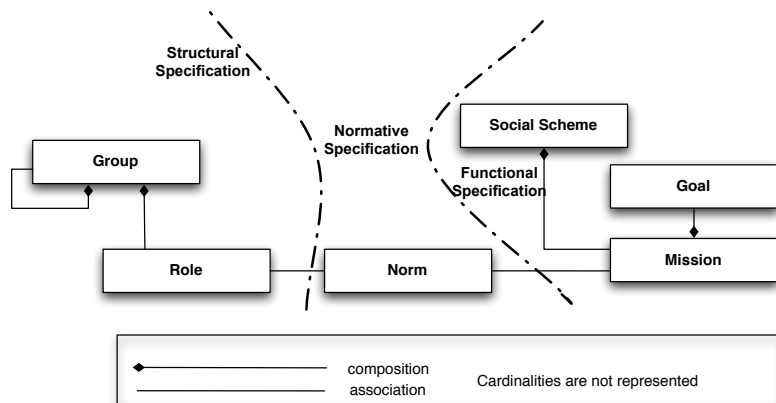 Structural
Specification
Normative
Specification
Social Scheme
Group
Functional
Specification
Goal
Role
Norm
Mission
composition
association
Cardinalities are not represented